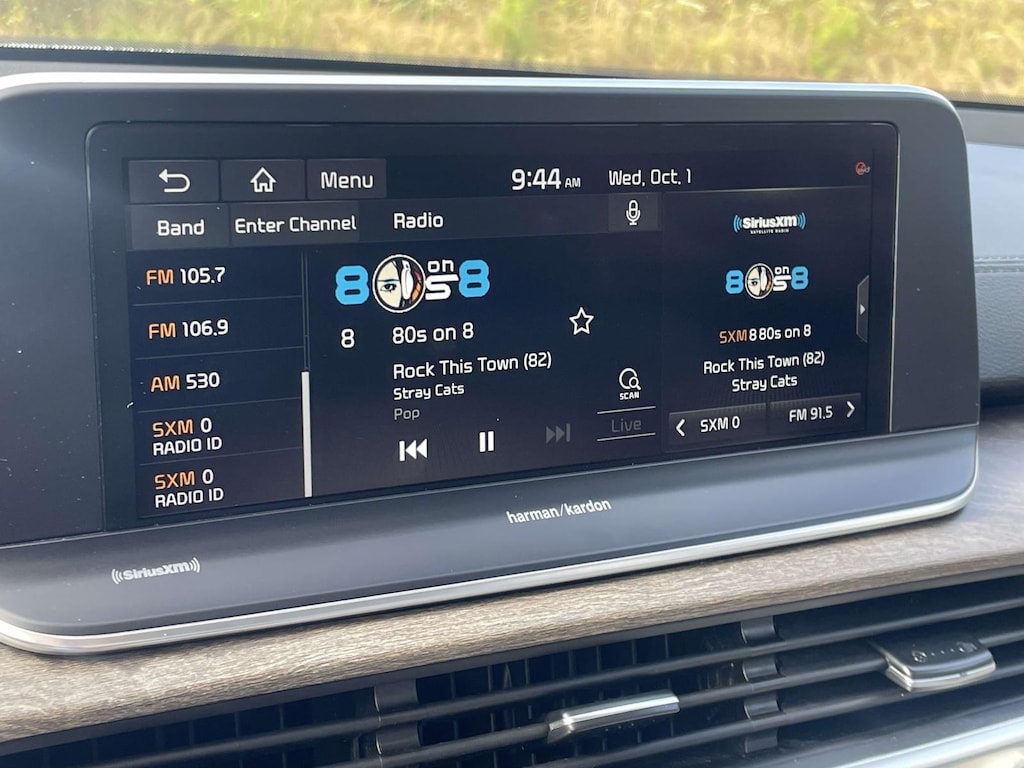 Menu
9:44 AM
Wed, Oct. 1
Band
Enter Channel
Radio
FM 105.7
FM 106.9
AM 530
SXM 0
RADIO ID
SXM 0
RADIO ID
80s on 8
8
80s on 8
Rock This Town (82)
Stray Cats
Pop
SCAN
Live
SiriusXM
SATELLITE RADIO
80s on 8
SXM 8 80s on 8
Rock This Town (82)
Stray Cats
SXM 0
FM 91.5
harman/kardon
SiriusXM